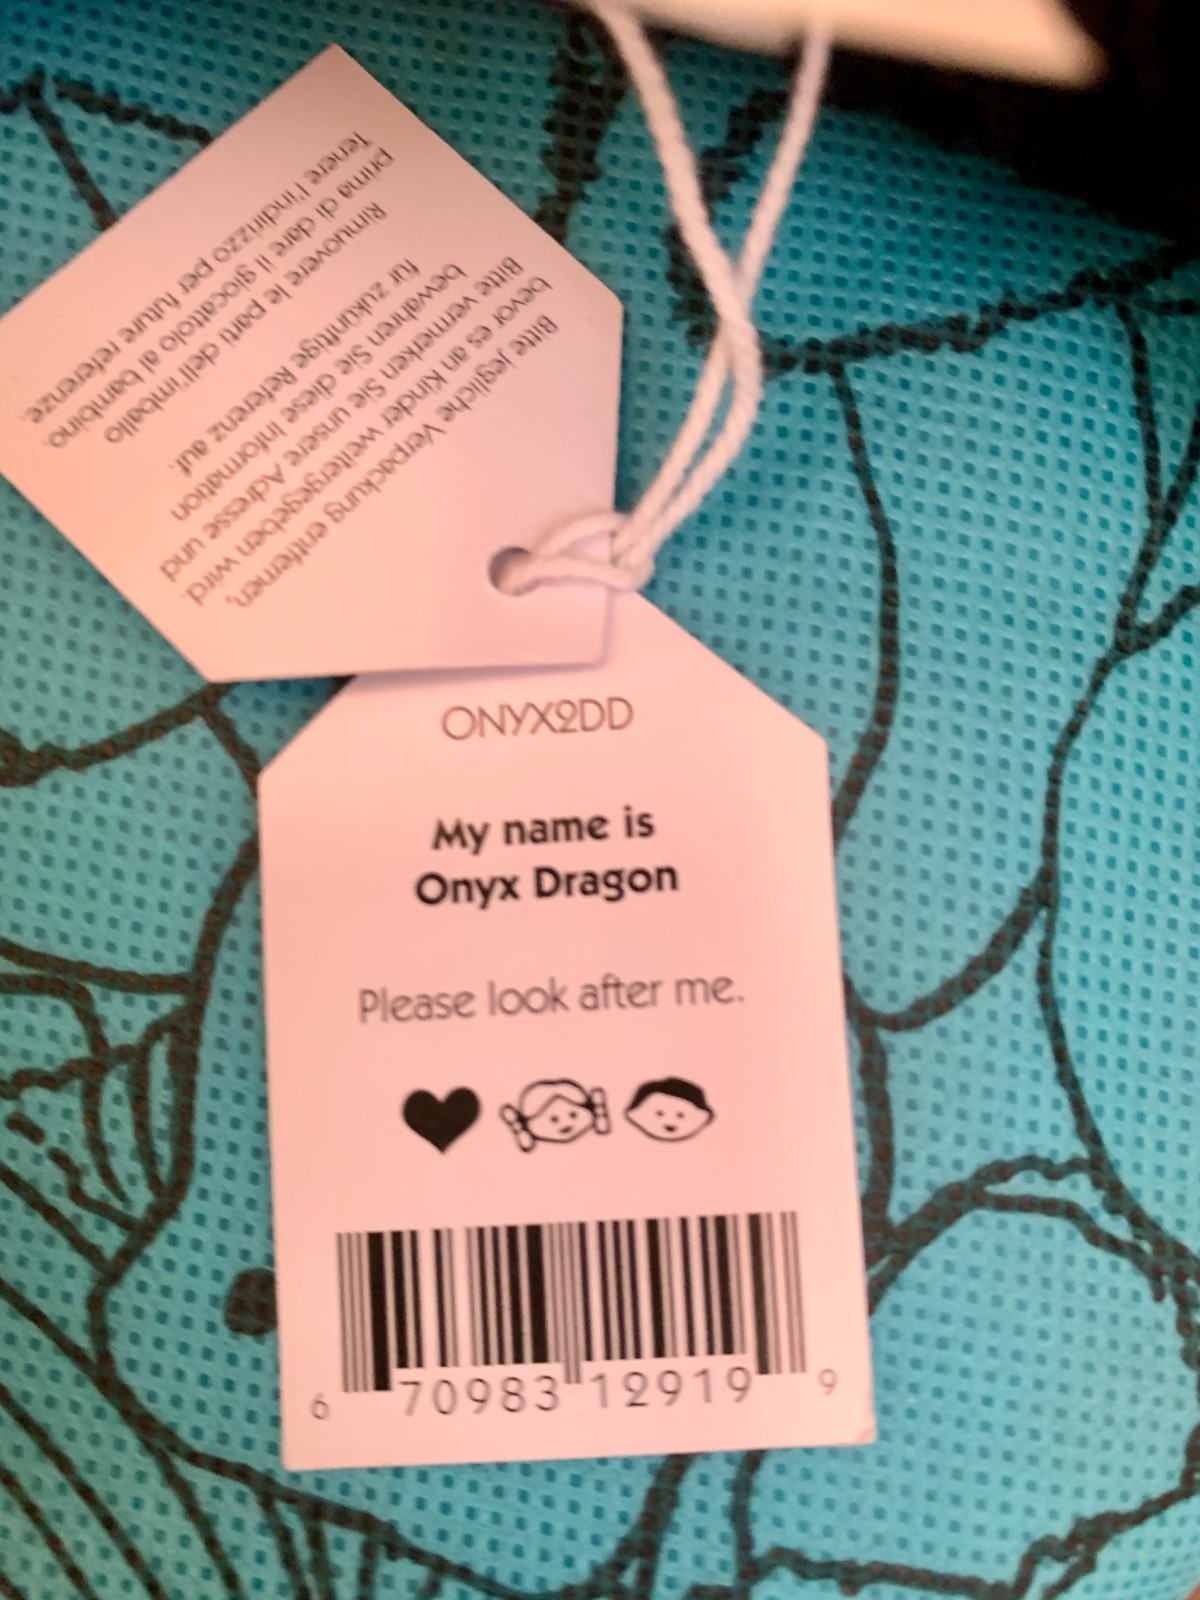 Bitte jegliche Verpackung entfernen,
bevor es an Kinder weitergegeben wird.
Bitte vermerken Sie unsere Adresse und
bewahren Sie diese Information
für zukünftige Referenz auf.
Rimuovere le parti dell'imballo
prima di dare il giocattolo al bambino.
Tenere l'indirizzo per future referenze.
ONYX2DD
My name is
Onyx Dragon
Please look after me.
6 70983 12919 9